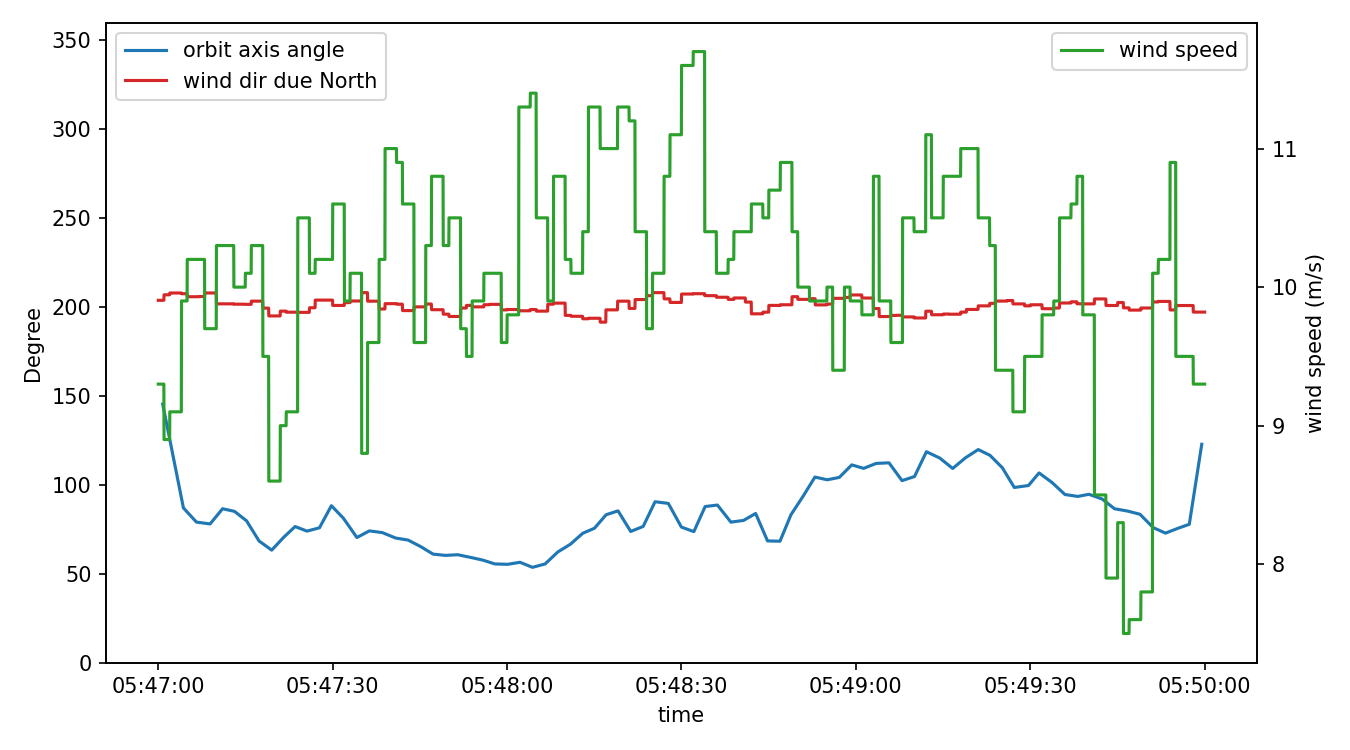 orbit axis angle
wind dir due North
wind speed
350
300
250
200
150
100
50
0
Degree
11
10
9
8
wind speed (m/s)
05:47:00 05:47:30 05:48:00 05:48:30 05:49:00 05:49:30 05:50:00
time